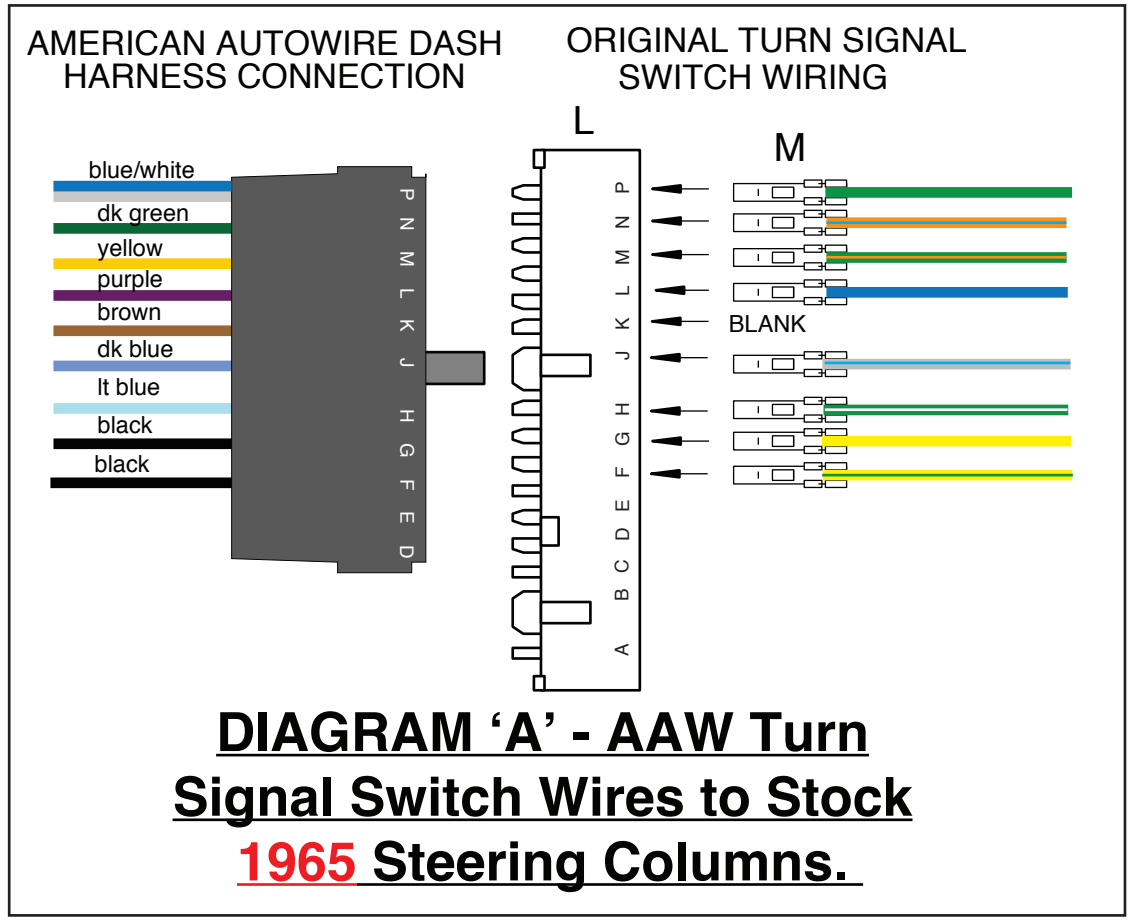 AMERICAN AUTOWIRE DASH
HARNESS CONNECTION
ORIGINAL TURN SIGNAL
SWITCH WIRING
L
M
blue/white
dk green
yellow
purple
brown
dk blue
lt blue
black
black
P
N
M
L
K
J
H
G
F
E
D
P
N
M
L
K
J
H
G
F
E
D
C
B
A
BLANK
DIAGRAM ‘A’ - AAW Turn
Signal Switch Wires to Stock
1965 Steering Columns.